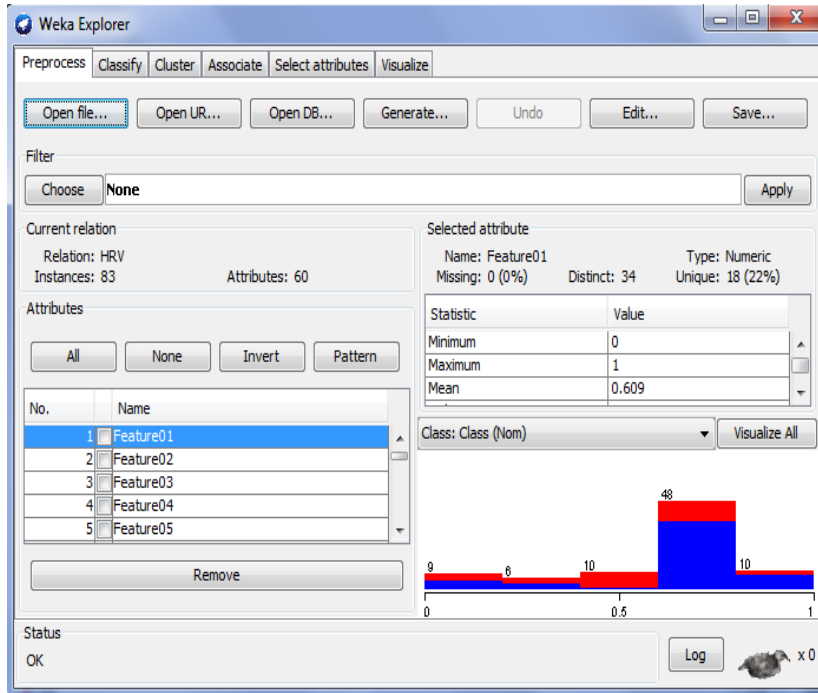 Weka Explorer
Preprocess Classify Cluster Associate Select attributes Visualize
Open file... Open UR... Open DB... Generate... Undo Edit... Save...
Filter
Choose None Apply
Current relation
Relation: HRV
Instances: 83 Attributes: 60
Selected attribute
Name: Feature01 Type: Numeric
Missing: 0 (0%) Distinct: 34 Unique: 18 (22%)
Statistic Value
Minimum 0
Maximum 1
Mean 0.609
Attributes
All None Invert Pattern
No. Name
1 Feature01
2 Feature02
3 Feature03
4 Feature04
5 Feature05
Remove
Class: Class (Nom) Visualize All
9 6 10 48 10
0 0.5 1
Status
OK
Log x 0